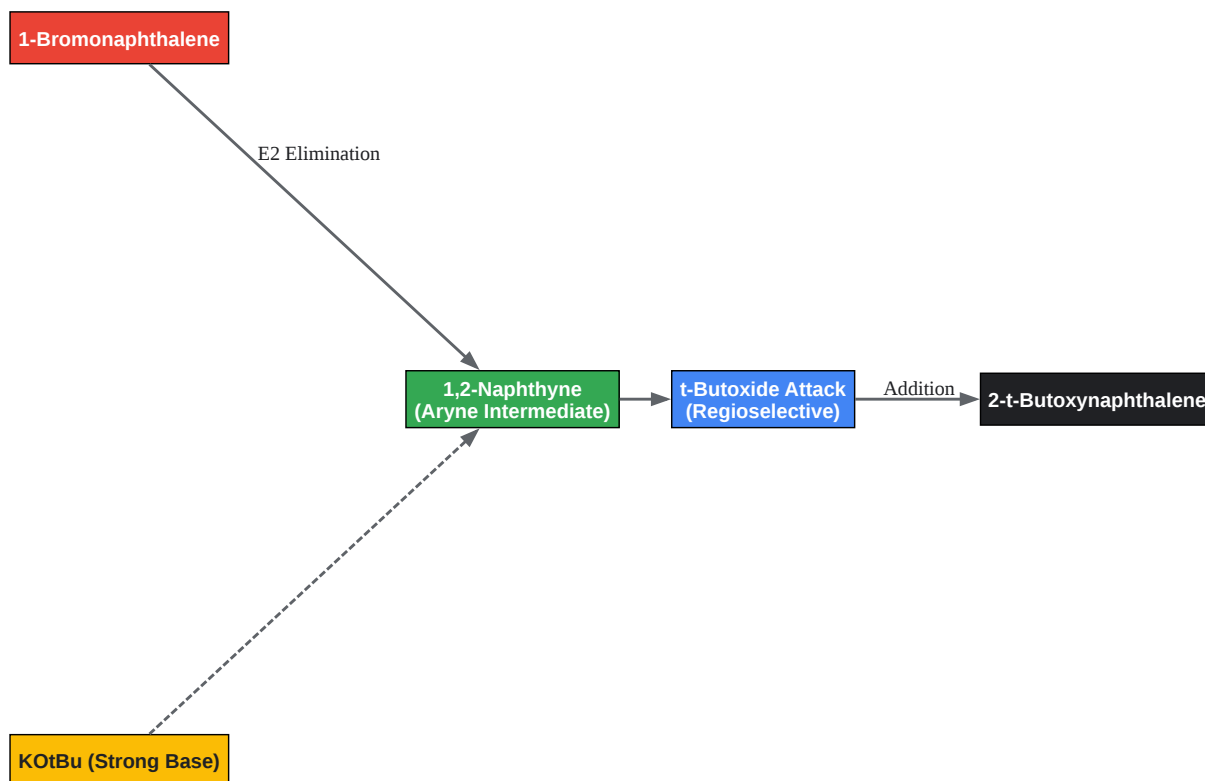 1-Bromonaphthalene
E2 Elimination
1,2-Naphthyne
(Aryne Intermediate)
t-Butoxide Attack
(Regioselective)
Addition
2-t-Butoxynaphthalene
KOtBu (Strong Base)